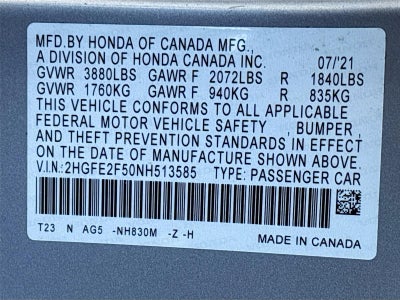 MFD.BY HONDA OF CANADA MFG.,
A DIVISION OF HONDA CANADA INC. 07/'21
GVWR 3880LBS GAWR F 2072LBS R 1840LBS
GVWR 1760KG GAWR F 940KG R 835KG
THIS VEHICLE CONFORMS TO ALL APPLICABLE
FEDERAL MOTOR VEHICLE SAFETY , BUMPER ,
AND THEFT PREVENTION STANDARDS IN EFFECT
ON THE DATE OF MANUFACTURE SHOWN ABOVE.
V.I.N.:2HGFE2F50NH513585 TYPE: PASSENGER CAR
T23 N AG5 -NH830M -Z -H
MADE IN CANADA